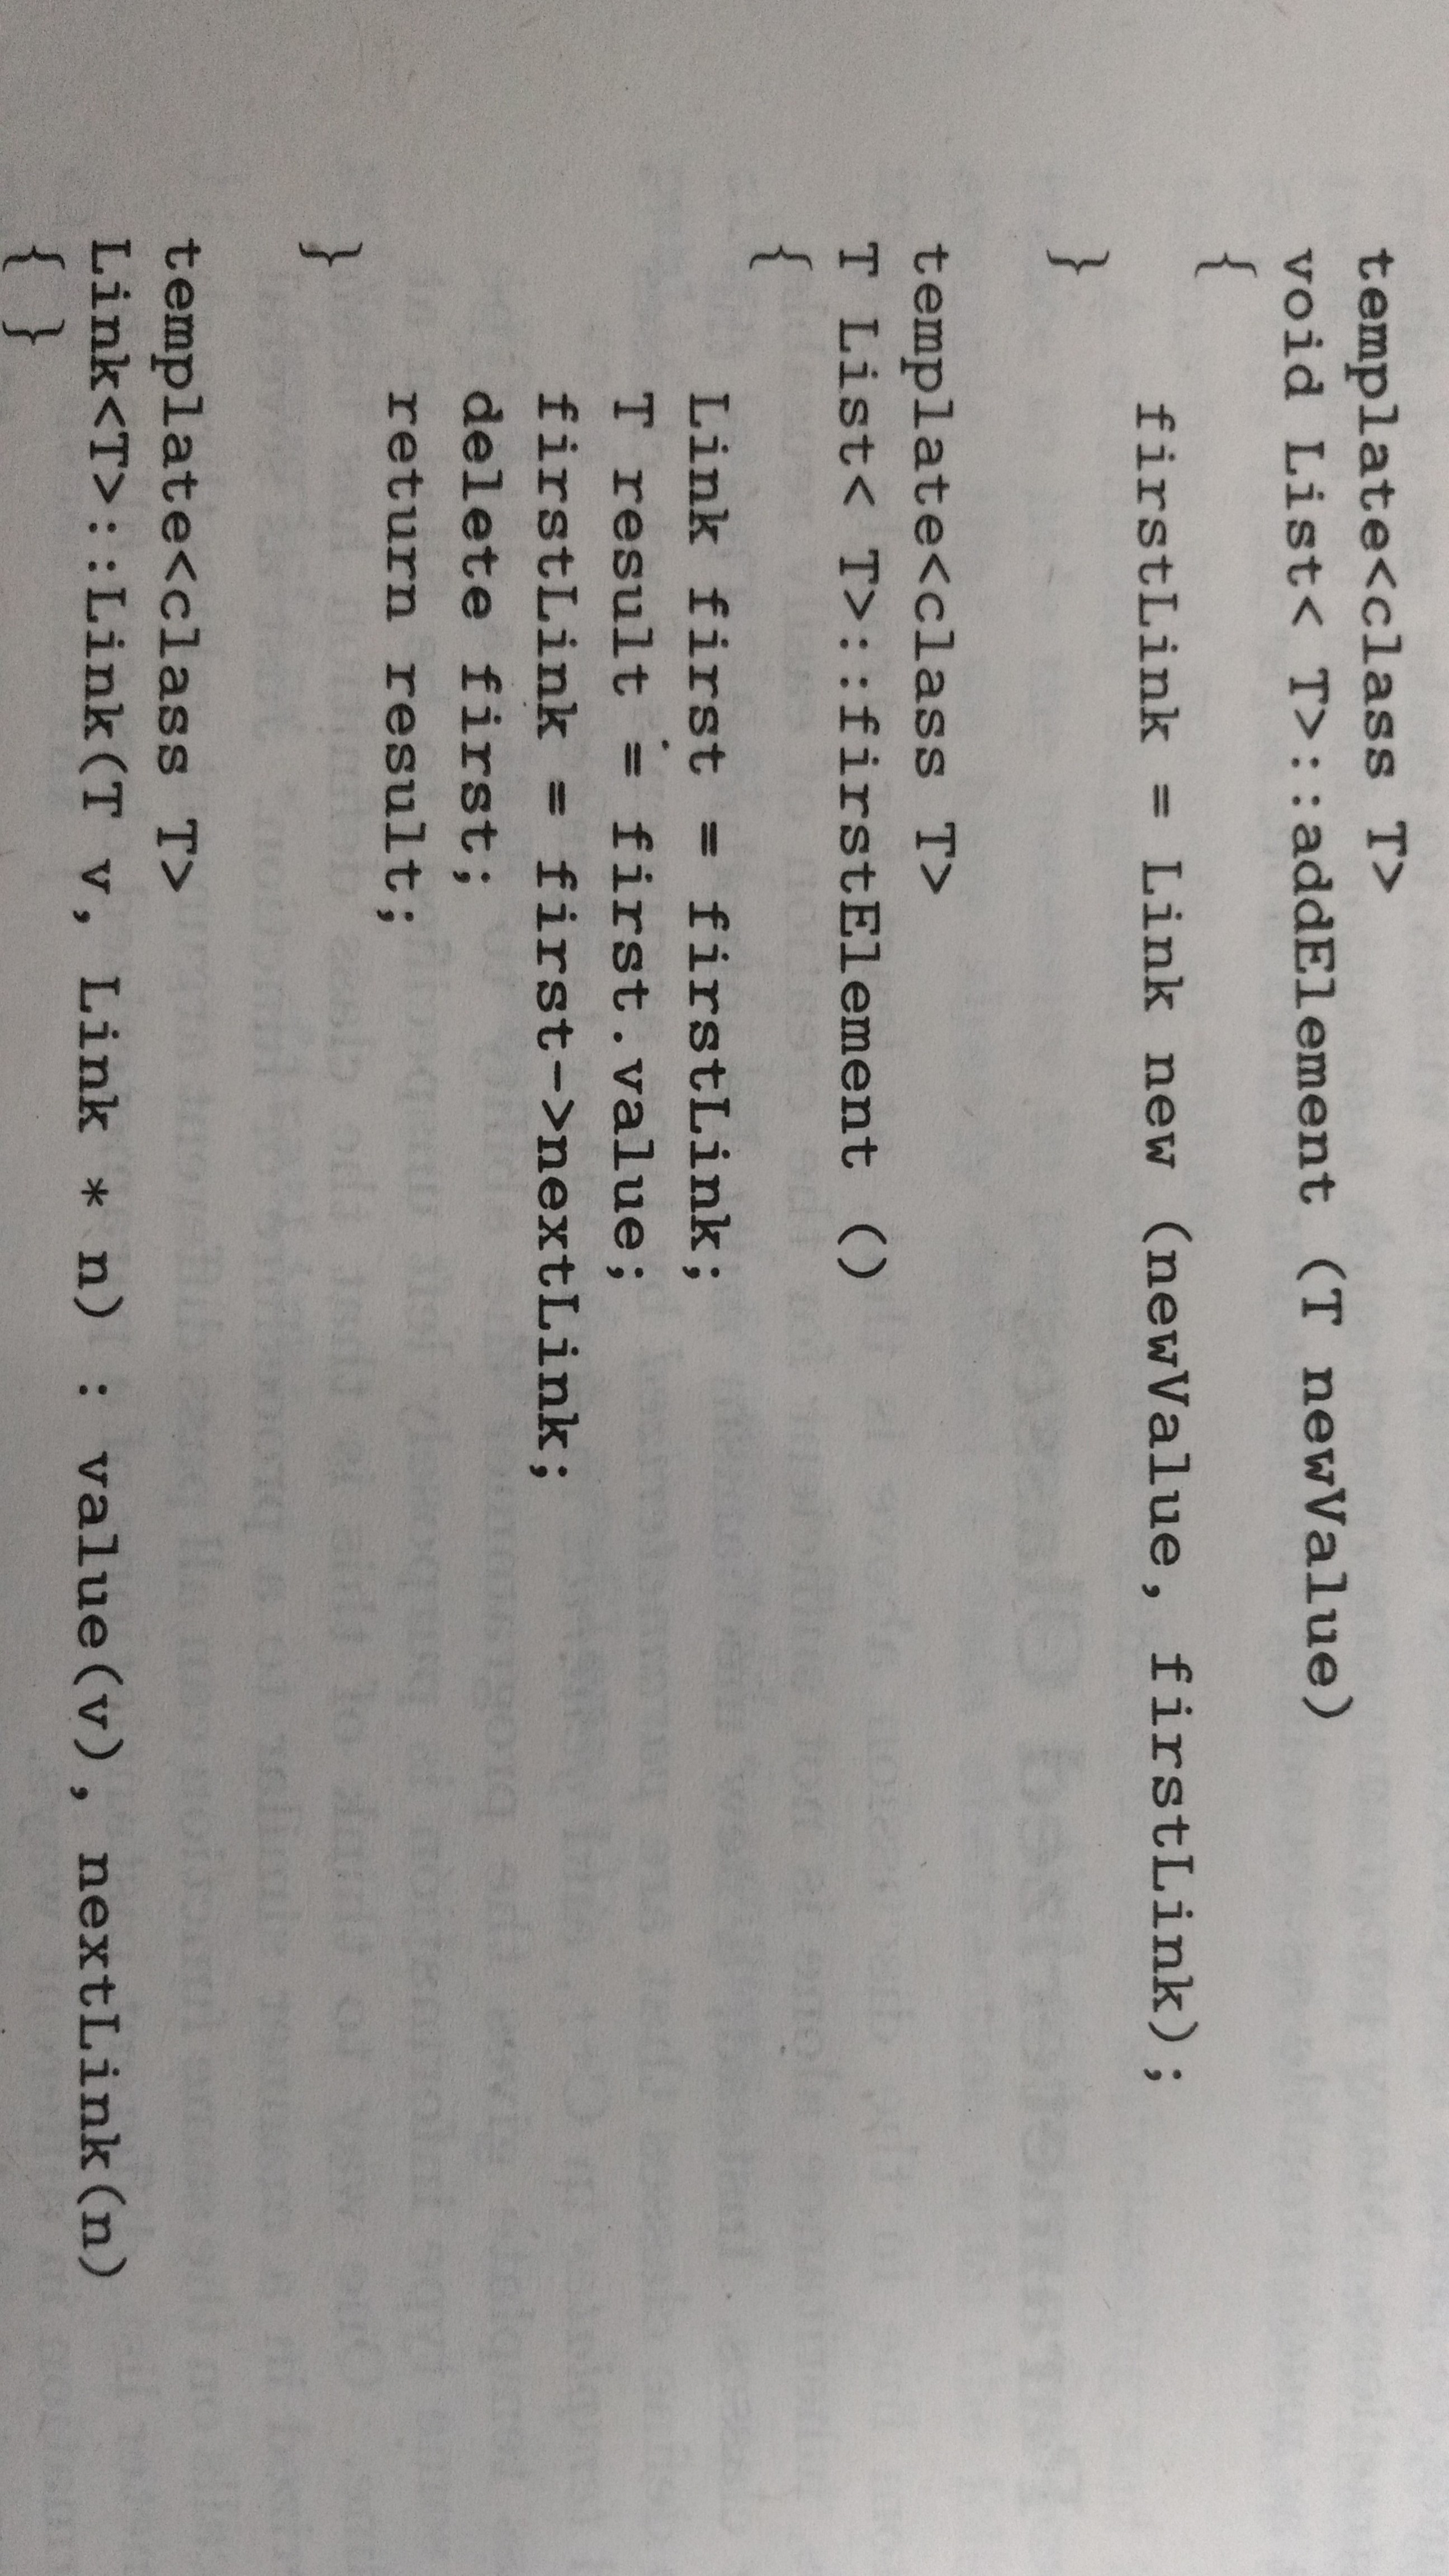 template<class T>
void List< T>::addElement (T newValue)
{
    firstLink = Link new (newValue, firstLink);
}
template<class T>
T List< T>::firstElement ()
{
    Link first = firstLink;
    T result = first.value;
    firstLink = first->nextLink;
    delete first;
    return result;
}
template<class T>
Link<T>::Link(T v, Link * n) : value(v), nextLink(n)
{ }